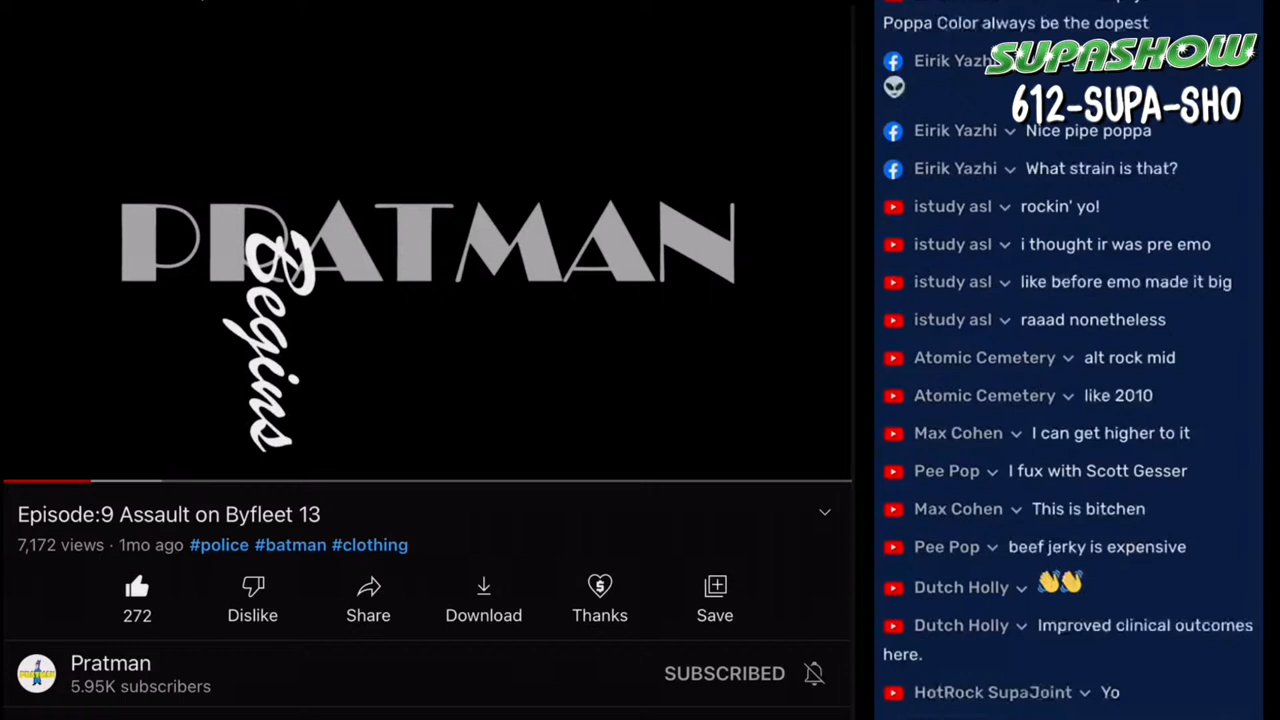 PRATMAN
Begins
Episode:9 Assault on Byfleet 13
7,172 views · 1mo ago #police #batman #clothing
272
Dislike
Share
Download
Thanks
Save
Pratman
5.95K subscribers
SUBSCRIBED
SUPASHOW
612-SUPA-SHO
Poppa Color always be the dopest
Eirik Yazhi
👽
Eirik Yazhi Nice pipe poppa
Eirik Yazhi What strain is that?
istudy asl rockin' yo!
istudy asl i thought ir was pre emo
istudy asl like before emo made it big
istudy asl raaad nonetheless
Atomic Cemetery alt rock mid
Atomic Cemetery like 2010
Max Cohen I can get higher to it
Pee Pop I fux with Scott Gesser
Max Cohen This is bitchen
Pee Pop beef jerky is expensive
Dutch Holly 👏👏
Dutch Holly Improved clinical outcomes
here.
HotRock SupaJoint Yo